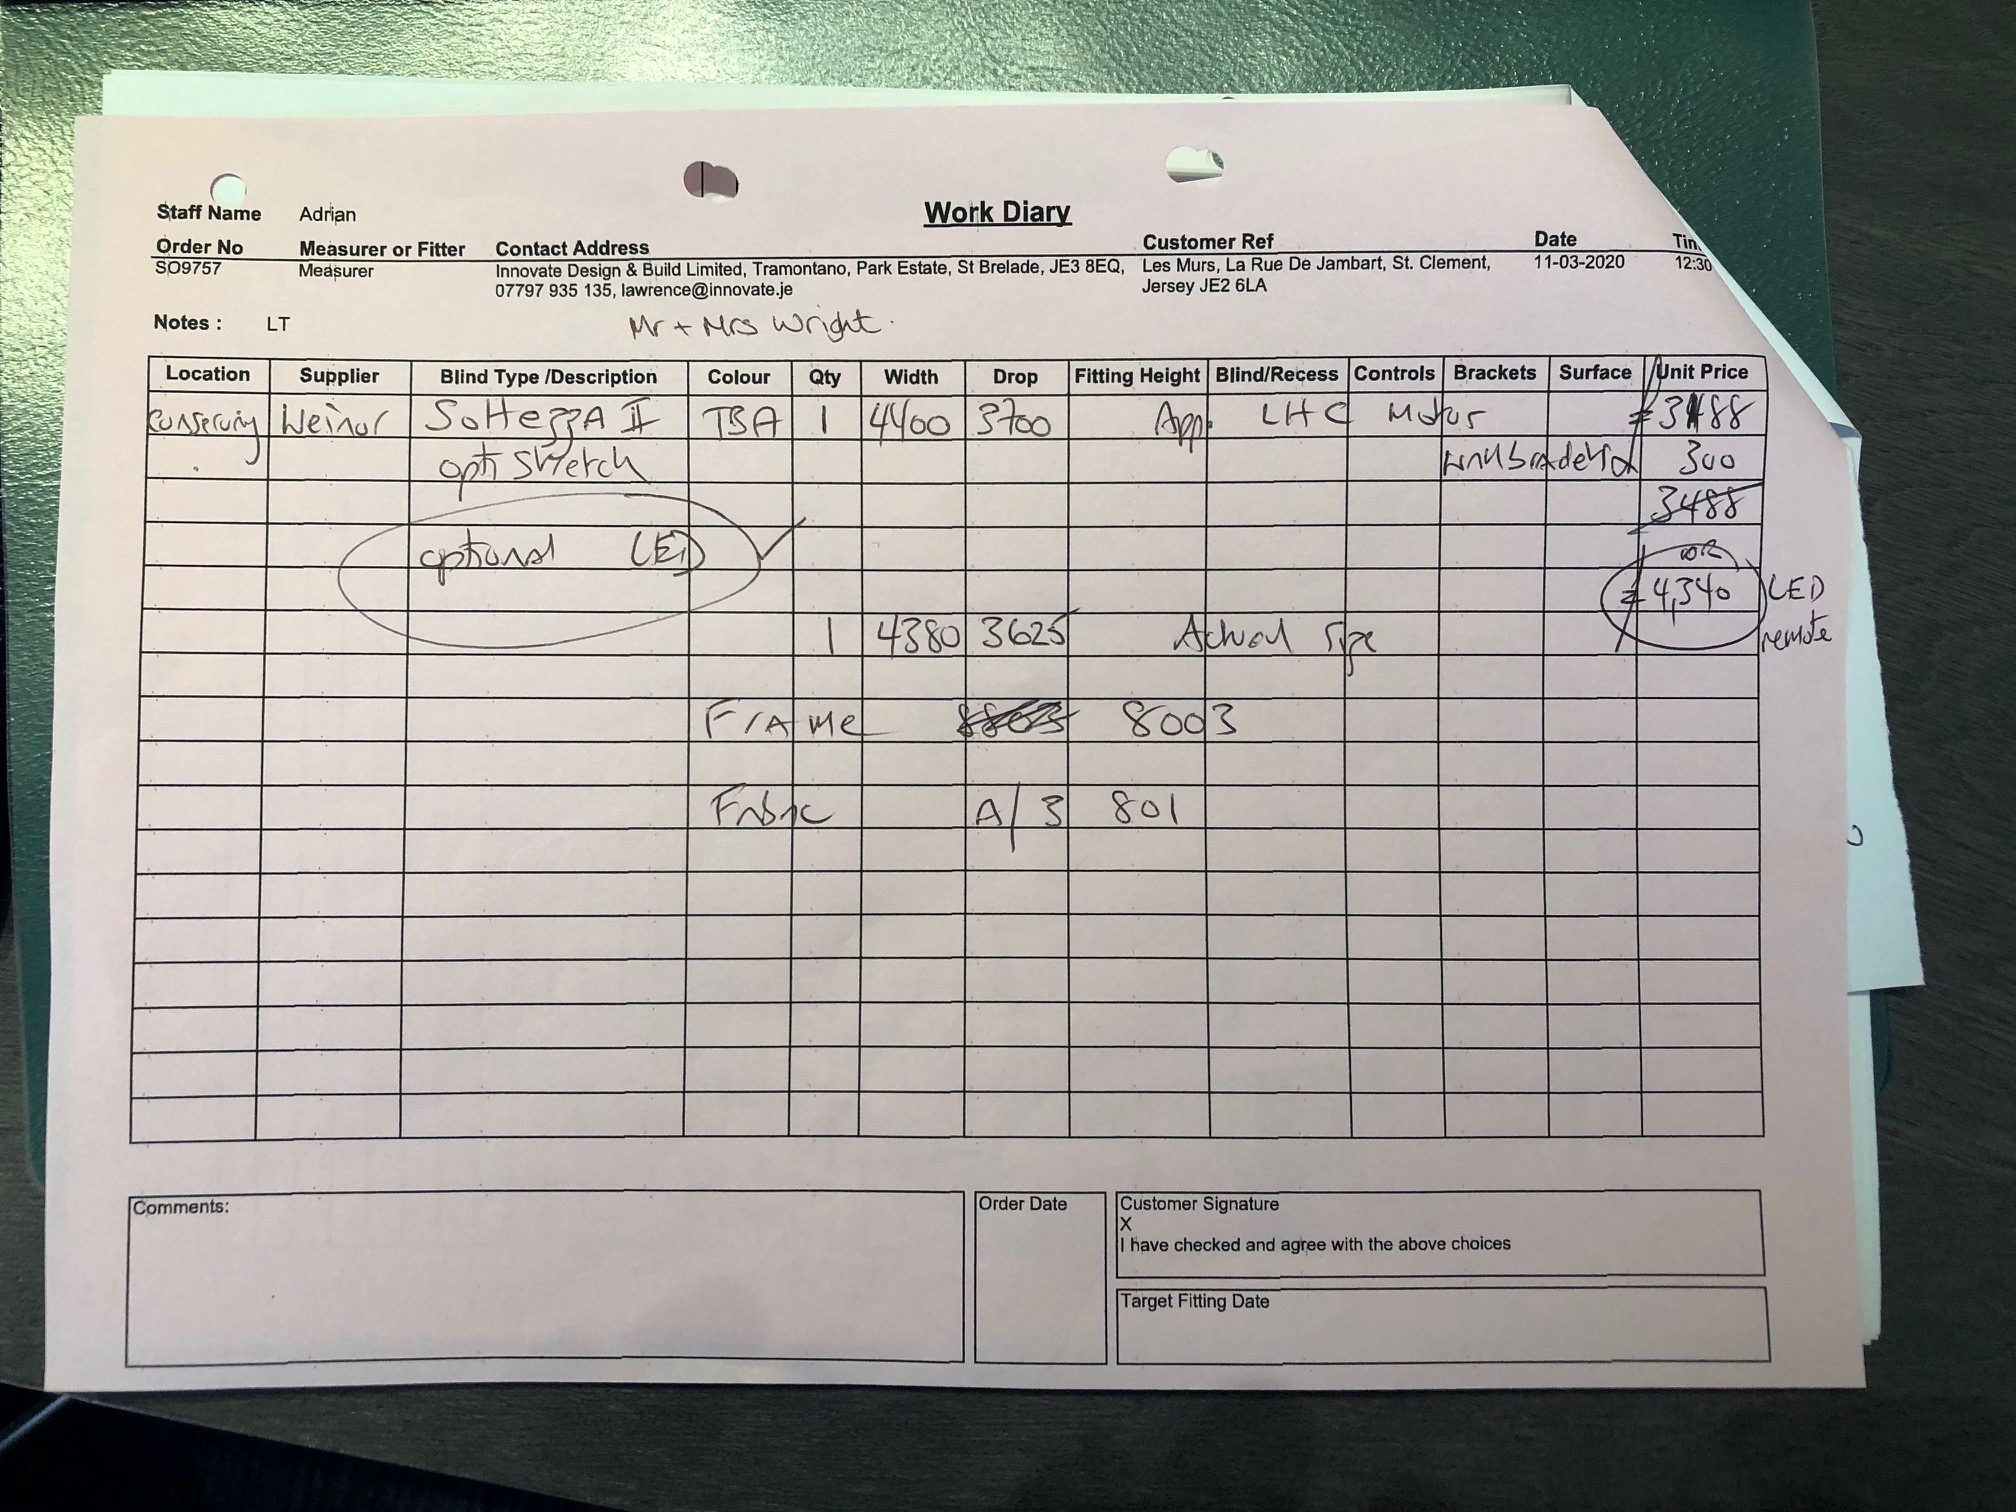 Work Diary
Staff Name Adrian
Order No Measurer or Fitter Contact Address Customer Ref Date Tin
SO9757 Measurer Innovate Design & Build Limited, Tramontano, Park Estate, St Brelade, JE3 8EQ, Les Murs, La Rue De Jambart, St. Clement, 11-03-2020 12:30
07797 935 135, lawrence@innovate.je Jersey JE2 6LA
Notes : LT Mr + Mrs Wright.
Location Supplier Blind Type /Description Colour Qty Width Drop Fitting Height Blind/Recess Controls Brackets Surface Unit Price
Weinor SottezzA II TBA 1 4400 3700 App. LHC Motor 3188
opti stretch 300
3488
optional LED OR
4,340 LED
1 4380 3625 Actual Size remote
Frame 8003
Fabric A/3 801
Comments: Order Date Customer Signature
X
I have checked and agree with the above choices
Target Fitting Date